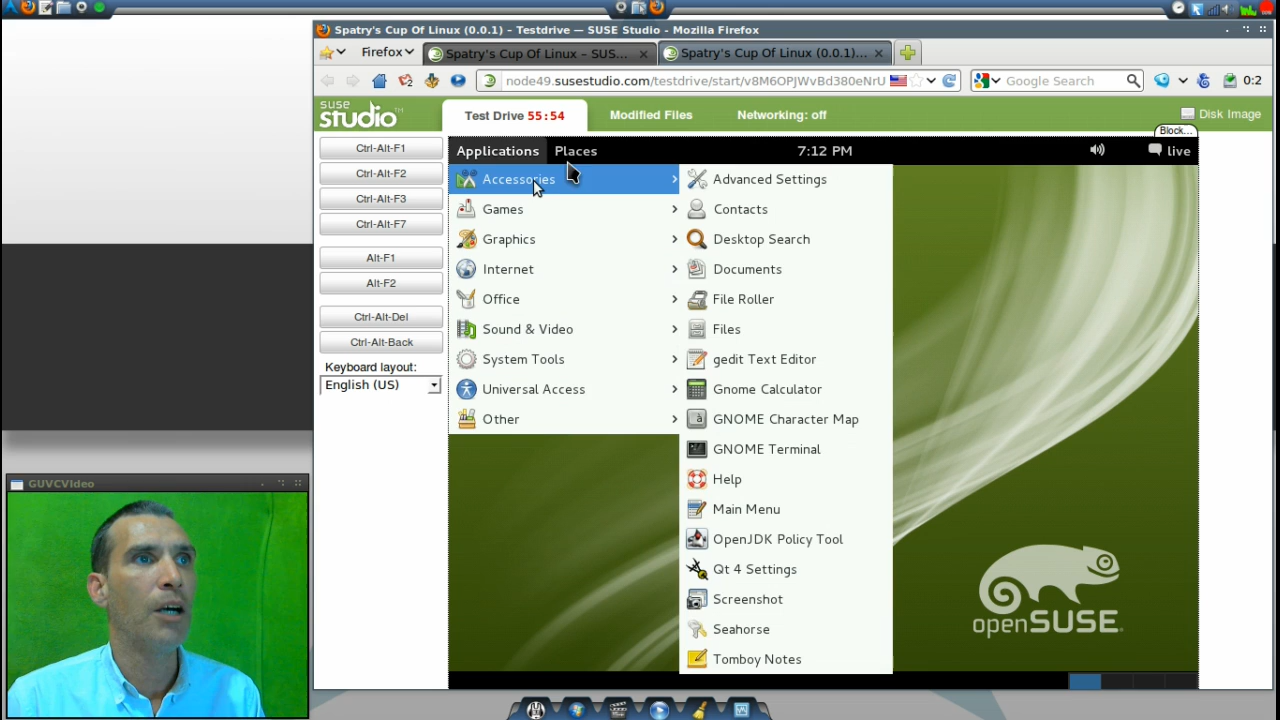 Spatry's Cup Of Linux (0.0.1) - Testdrive — SUSE Studio - Mozilla Firefox
Firefox
Spatry's Cup Of Linux – SUS...
Spatry's Cup Of Linux (0.0.1)...
node49.susestudio.com/testdrive/start/v8M6OPJWvBd380eNrU
Google Search
0:2
suse studio™
Test Drive 55:54
Modified Files
Networking: off
Disk Image
Block...
Ctrl-Alt-F1
Ctrl-Alt-F2
Ctrl-Alt-F3
Ctrl-Alt-F7
Alt-F1
Alt-F2
Ctrl-Alt-Del
Ctrl-Alt-Back
Keyboard layout:
English (US)
Applications
Places
7:12 PM
live
Accessories
Games
Graphics
Internet
Office
Sound & Video
System Tools
Universal Access
Other
Advanced Settings
Contacts
Desktop Search
Documents
File Roller
Files
gedit Text Editor
Gnome Calculator
GNOME Character Map
GNOME Terminal
Help
Main Menu
OpenJDK Policy Tool
Qt 4 Settings
Screenshot
Seahorse
Tomboy Notes
openSUSE
GUVCVideo